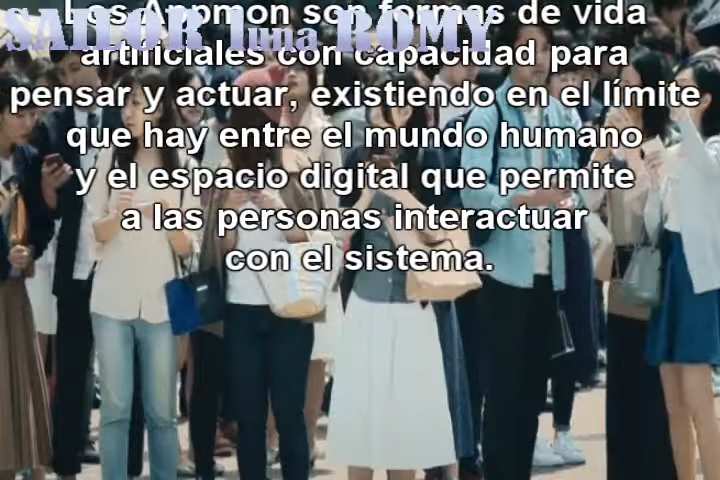 SAILOR luna ROMY
Los Appmon son formas de vida
artificiales con capacidad para
pensar y actuar, existiendo en el límite
que hay entre el mundo humano
y el espacio digital que permite
a las personas interactuar
con el sistema.